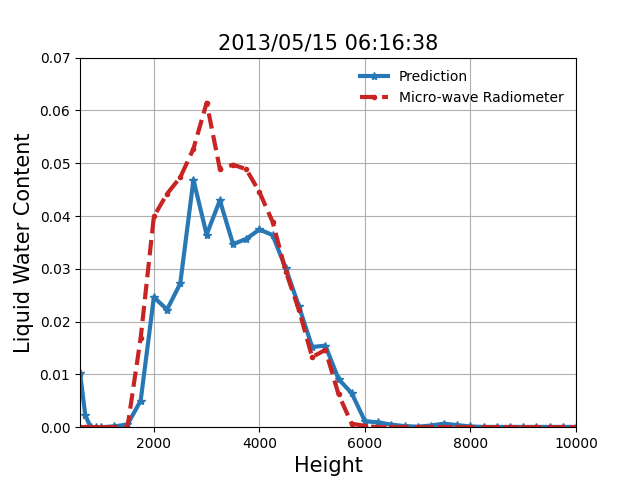 2013/05/15 06:16:38
0.07
0.06
0.05
0.04
0.03
0.02
0.01
0.00
Liquid Water Content
Prediction
Micro-wave Radiometer
2000 4000 6000 8000 10000
Height